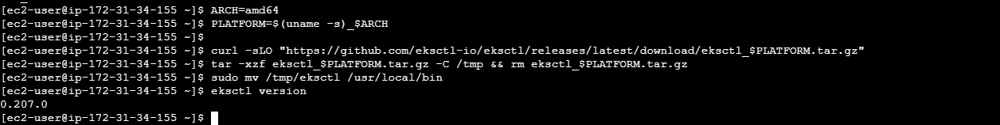 [ec2-user@ip-172-31-34-155 ~]$ ARCH=amd64
[ec2-user@ip-172-31-34-155 ~]$ PLATFORM=$(uname -s)_$ARCH
[ec2-user@ip-172-31-34-155 ~]$
[ec2-user@ip-172-31-34-155 ~]$ curl -sLO "https://github.com/eksctl-io/eksctl/releases/latest/download/eksctl_$PLATFORM.tar.gz"
[ec2-user@ip-172-31-34-155 ~]$ tar -xzf eksctl_$PLATFORM.tar.gz -C /tmp && rm eksctl_$PLATFORM.tar.gz
[ec2-user@ip-172-31-34-155 ~]$ sudo mv /tmp/eksctl /usr/local/bin
[ec2-user@ip-172-31-34-155 ~]$ eksctl version
0.207.0
[ec2-user@ip-172-31-34-155 ~]$